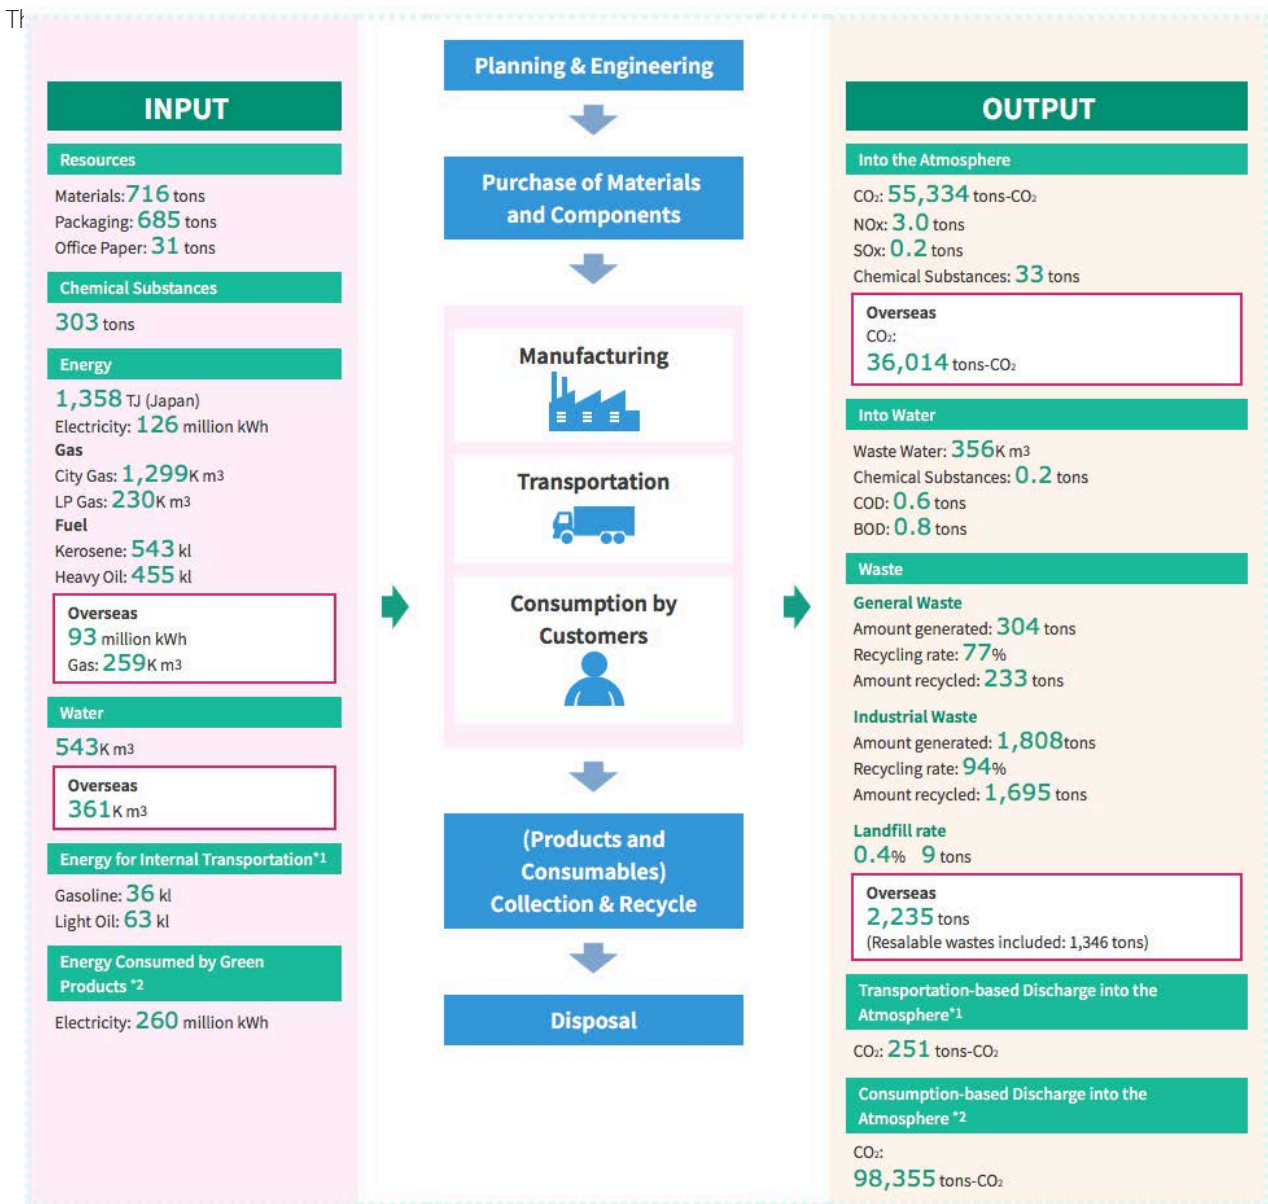 INPUT
Resources
Materials:716 tons
Packaging: 685 tons
Office Paper: 31 tons
Chemical Substances
303 tons
Energy
1,358 TJ (Japan)
Electricity: 126 million kWh
Gas
City Gas: 1,299K m3
LP Gas: 230K m3
Fuel
Kerosene: 543 kl
Heavy Oil: 455 kl
Overseas
93 million kWh
Gas: 259K m3
Water
543K m3
Overseas
361K m3
Energy for Internal Transportation*1
Gasoline: 36 kl
Light Oil: 63 kl
Energy Consumed by Green
Products *2
Electricity: 260 million kWh
Planning & Engineering
Purchase of Materials
and Components
Manufacturing
Transportation
Consumption by
Customers
(Products and
Consumables)
Collection & Recycle
Disposal
OUTPUT
Into the Atmosphere
CO₂: 55,334 tons-CO₂
NOx: 3.0 tons
SOx: 0.2 tons
Chemical Substances: 33 tons
Overseas
CO₂:
36,014 tons-CO₂
Into Water
Waste Water: 356K m3
Chemical Substances: 0.2 tons
COD: 0.6 tons
BOD: 0.8 tons
Waste
General Waste
Amount generated: 304 tons
Recycling rate: 77%
Amount recycled: 233 tons
Industrial Waste
Amount generated: 1,808tons
Recycling rate: 94%
Amount recycled: 1,695 tons
Landfill rate
0.4% 9 tons
Overseas
2,235 tons
(Resalable wastes included: 1,346 tons)
Transportation-based Discharge into the
Atmosphere*1
CO₂: 251 tons-CO₂
Consumption-based Discharge into the
Atmosphere *2
CO₂:
98,355 tons-CO₂